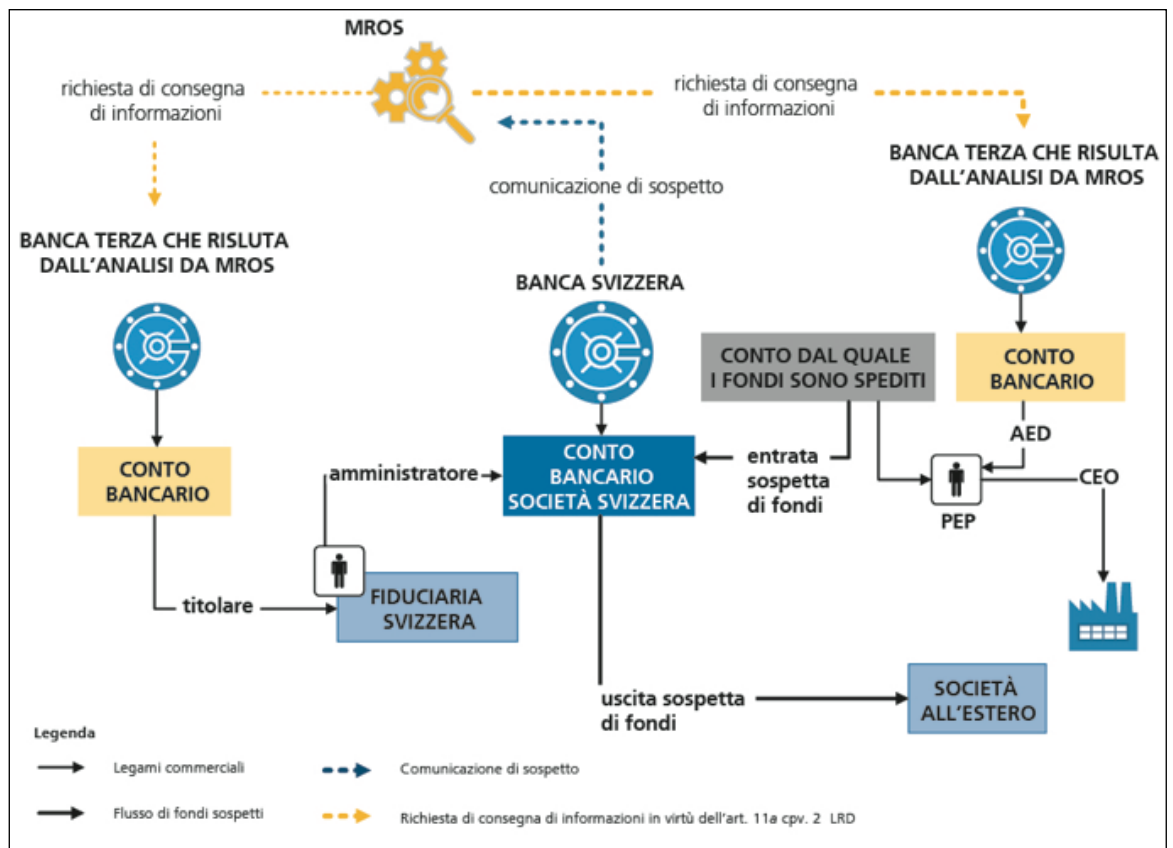 MROS
richiesta di consegna
di informazioni
richiesta di consegna
di informazioni
comunicazione di sospetto
BANCA TERZA CHE RISULTA
DALL'ANALISI DA MROS
BANCA TERZA CHE RISLUTA
DALL'ANALISI DA MROS
BANCA SVIZZERA
CONTO DAL QUALE
I FONDI SONO SPEDITI
CONTO
BANCARIO
AED
CONTO
BANCARIO
amministratore
CONTO
BANCARIO
SOCIETÀ SVIZZERA
entrata
sospetta
di fondi
PEP
CEO
titolare
FIDUCIARIA
SVIZZERA
uscita sospetta
di fondi
SOCIETÀ
ALL'ESTERO
Legenda
Legami commerciali
Comunicazione di sospetto
Flusso di fondi sospetti
Richiesta di consegna di informazioni in virtù dell'art. 11a cpv. 2 LRD